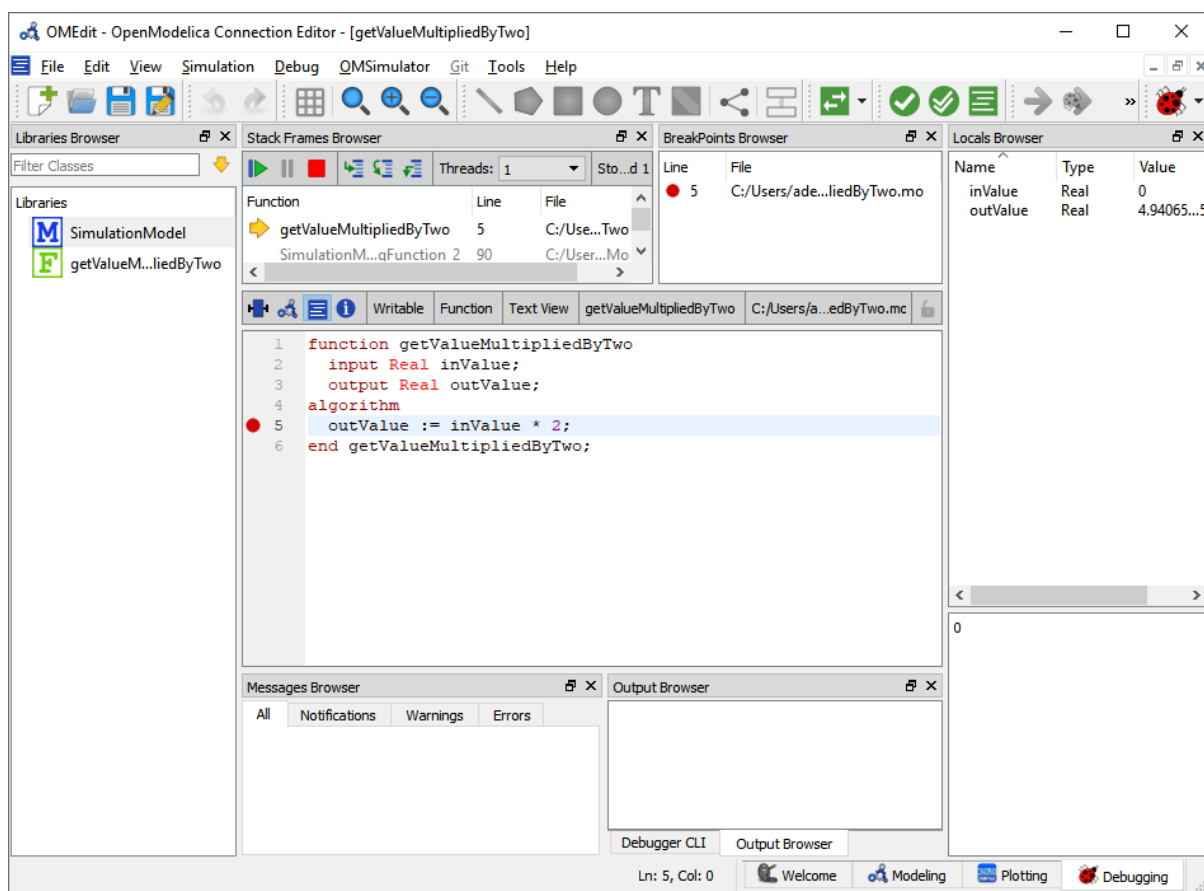 OMEdit - OpenModelica Connection Editor - [getValueMultipliedByTwo]
File Edit View Simulation Debug OMSimulator Git Tools Help
T »
Libraries Browser
Filter Classes
Libraries
M SimulationModel
F getValueM...liedByTwo
Stack Frames Browser
Threads: 1 Sto...d 1
Function Line File
getValueMultipliedByTwo 5 C:/Use...Two
SimulationM...qFunction_2 90 C:/User...Mo
BreakPoints Browser
Line File
5 C:/Users/ade...liedByTwo.mo
Locals Browser
Name Type Value
inValue Real 0
outValue Real 4.94065...5
0
Writable Function Text View getValueMultipliedByTwo C:/Users/a...edByTwo.mo
1 function getValueMultipliedByTwo
2 input Real inValue;
3 output Real outValue;
4 algorithm
5 outValue := inValue * 2;
6 end getValueMultipliedByTwo;
Messages Browser
All Notifications Warnings Errors
Output Browser
Debugger CLI Output Browser
Ln: 5, Col: 0 Welcome Modeling Plotting Debugging